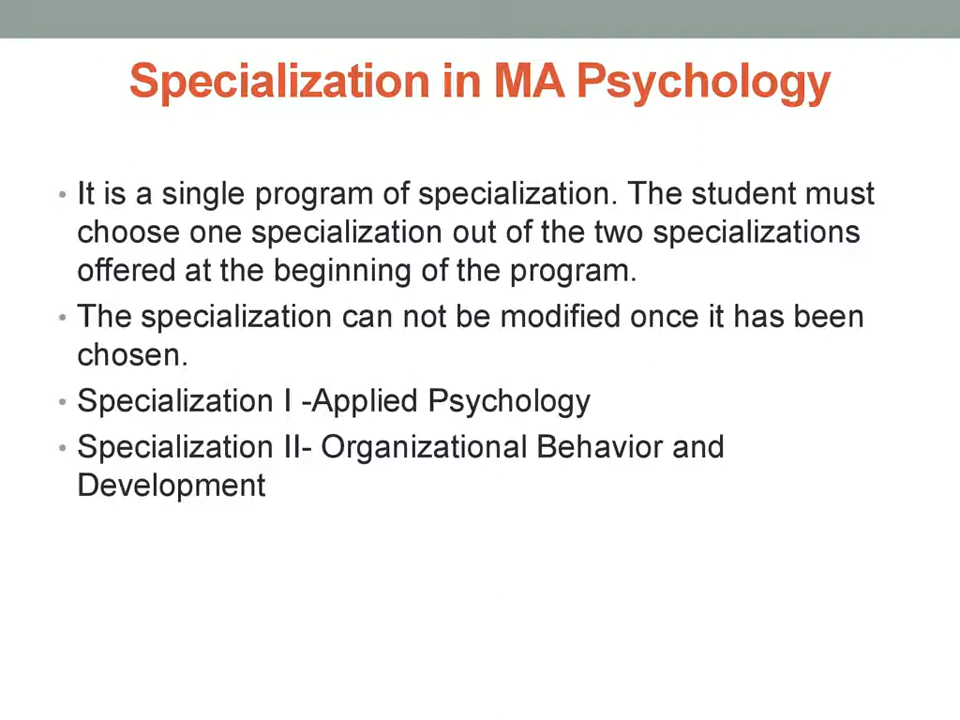 Specialization in MA Psychology
• It is a single program of specialization. The student must
choose one specialization out of the two specializations
offered at the beginning of the program.
• The specialization can not be modified once it has been
chosen.
• Specialization I -Applied Psychology
• Specialization II- Organizational Behavior and
Development